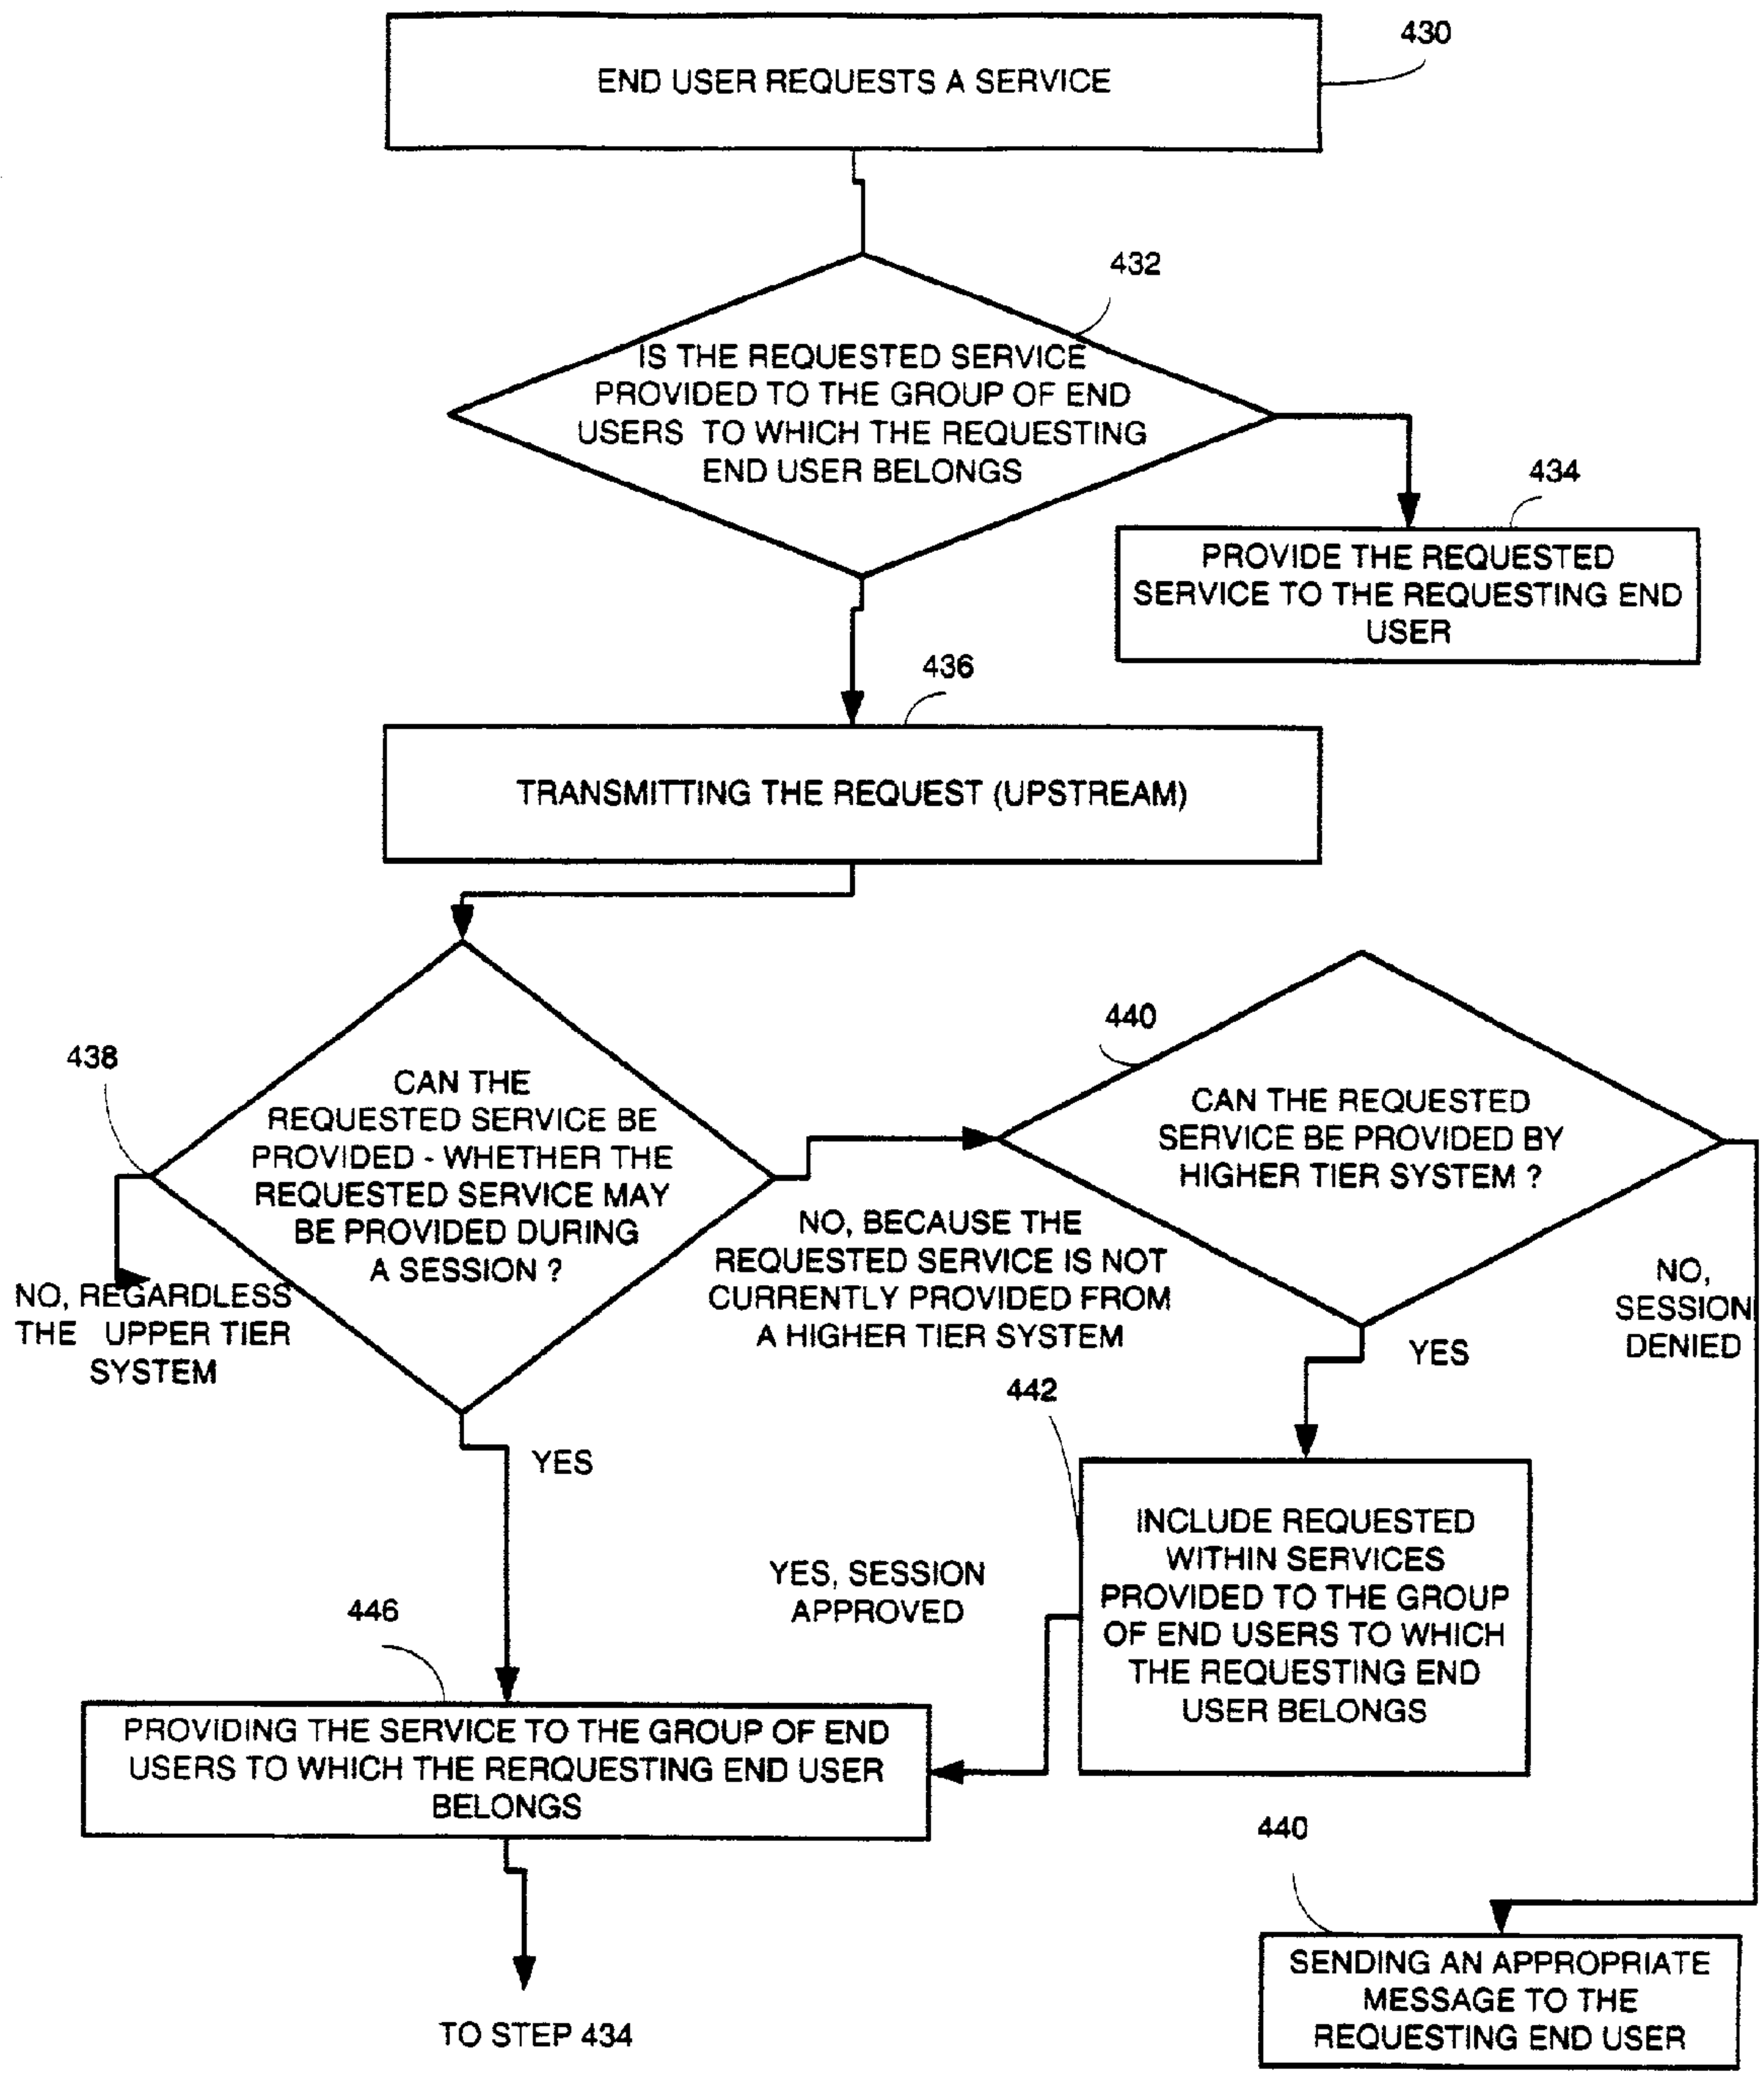 430
END USER REQUESTS A SERVICE
432
IS THE REQUESTED SERVICE
PROVIDED TO THE GROUP OF END
USERS TO WHICH THE REQUESTING
END USER BELONGS
434
PROVIDE THE REQUESTED
SERVICE TO THE REQUESTING END
USER
436
TRANSMITTING THE REQUEST (UPSTREAM)
438
CAN THE
REQUESTED SERVICE BE
PROVIDED - WHETHER THE
REQUESTED SERVICE MAY
BE PROVIDED DURING
A SESSION ?
NO, REGARDLESS
THE UPPER TIER
SYSTEM
440
CAN THE REQUESTED
SERVICE BE PROVIDED BY
HIGHER TIER SYSTEM ?
NO, BECAUSE THE
REQUESTED SERVICE IS NOT
CURRENTLY PROVIDED FROM
A HIGHER TIER SYSTEM
NO,
SESSION
DENIED
YES
442
YES
INCLUDE REQUESTED
WITHIN SERVICES
PROVIDED TO THE GROUP
OF END USERS TO WHICH
THE REQUESTING END
USER BELONGS
YES, SESSION
APPROVED
446
PROVIDING THE SERVICE TO THE GROUP OF END
USERS TO WHICH THE RERQUESTING END USER
BELONGS
440
SENDING AN APPROPRIATE
MESSAGE TO THE
REQUESTING END USER
TO STEP 434